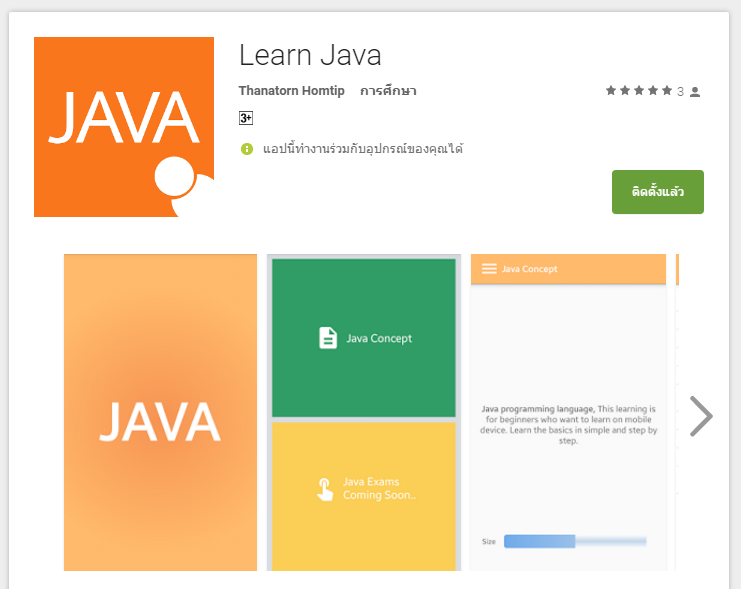 JAVA
Learn Java
Thanatorn Homtip การศึกษา
3
3+
แอปนี้ทำงานร่วมกับอุปกรณ์ของคุณได้
ติดตั้งแล้ว
JAVA
Java Concept
Java Exams
Coming Soon..
Java Concept
Java programming language, This learning is
for beginners who want to learn on mobile
device. Learn the basics in simple and step by
step.
Size